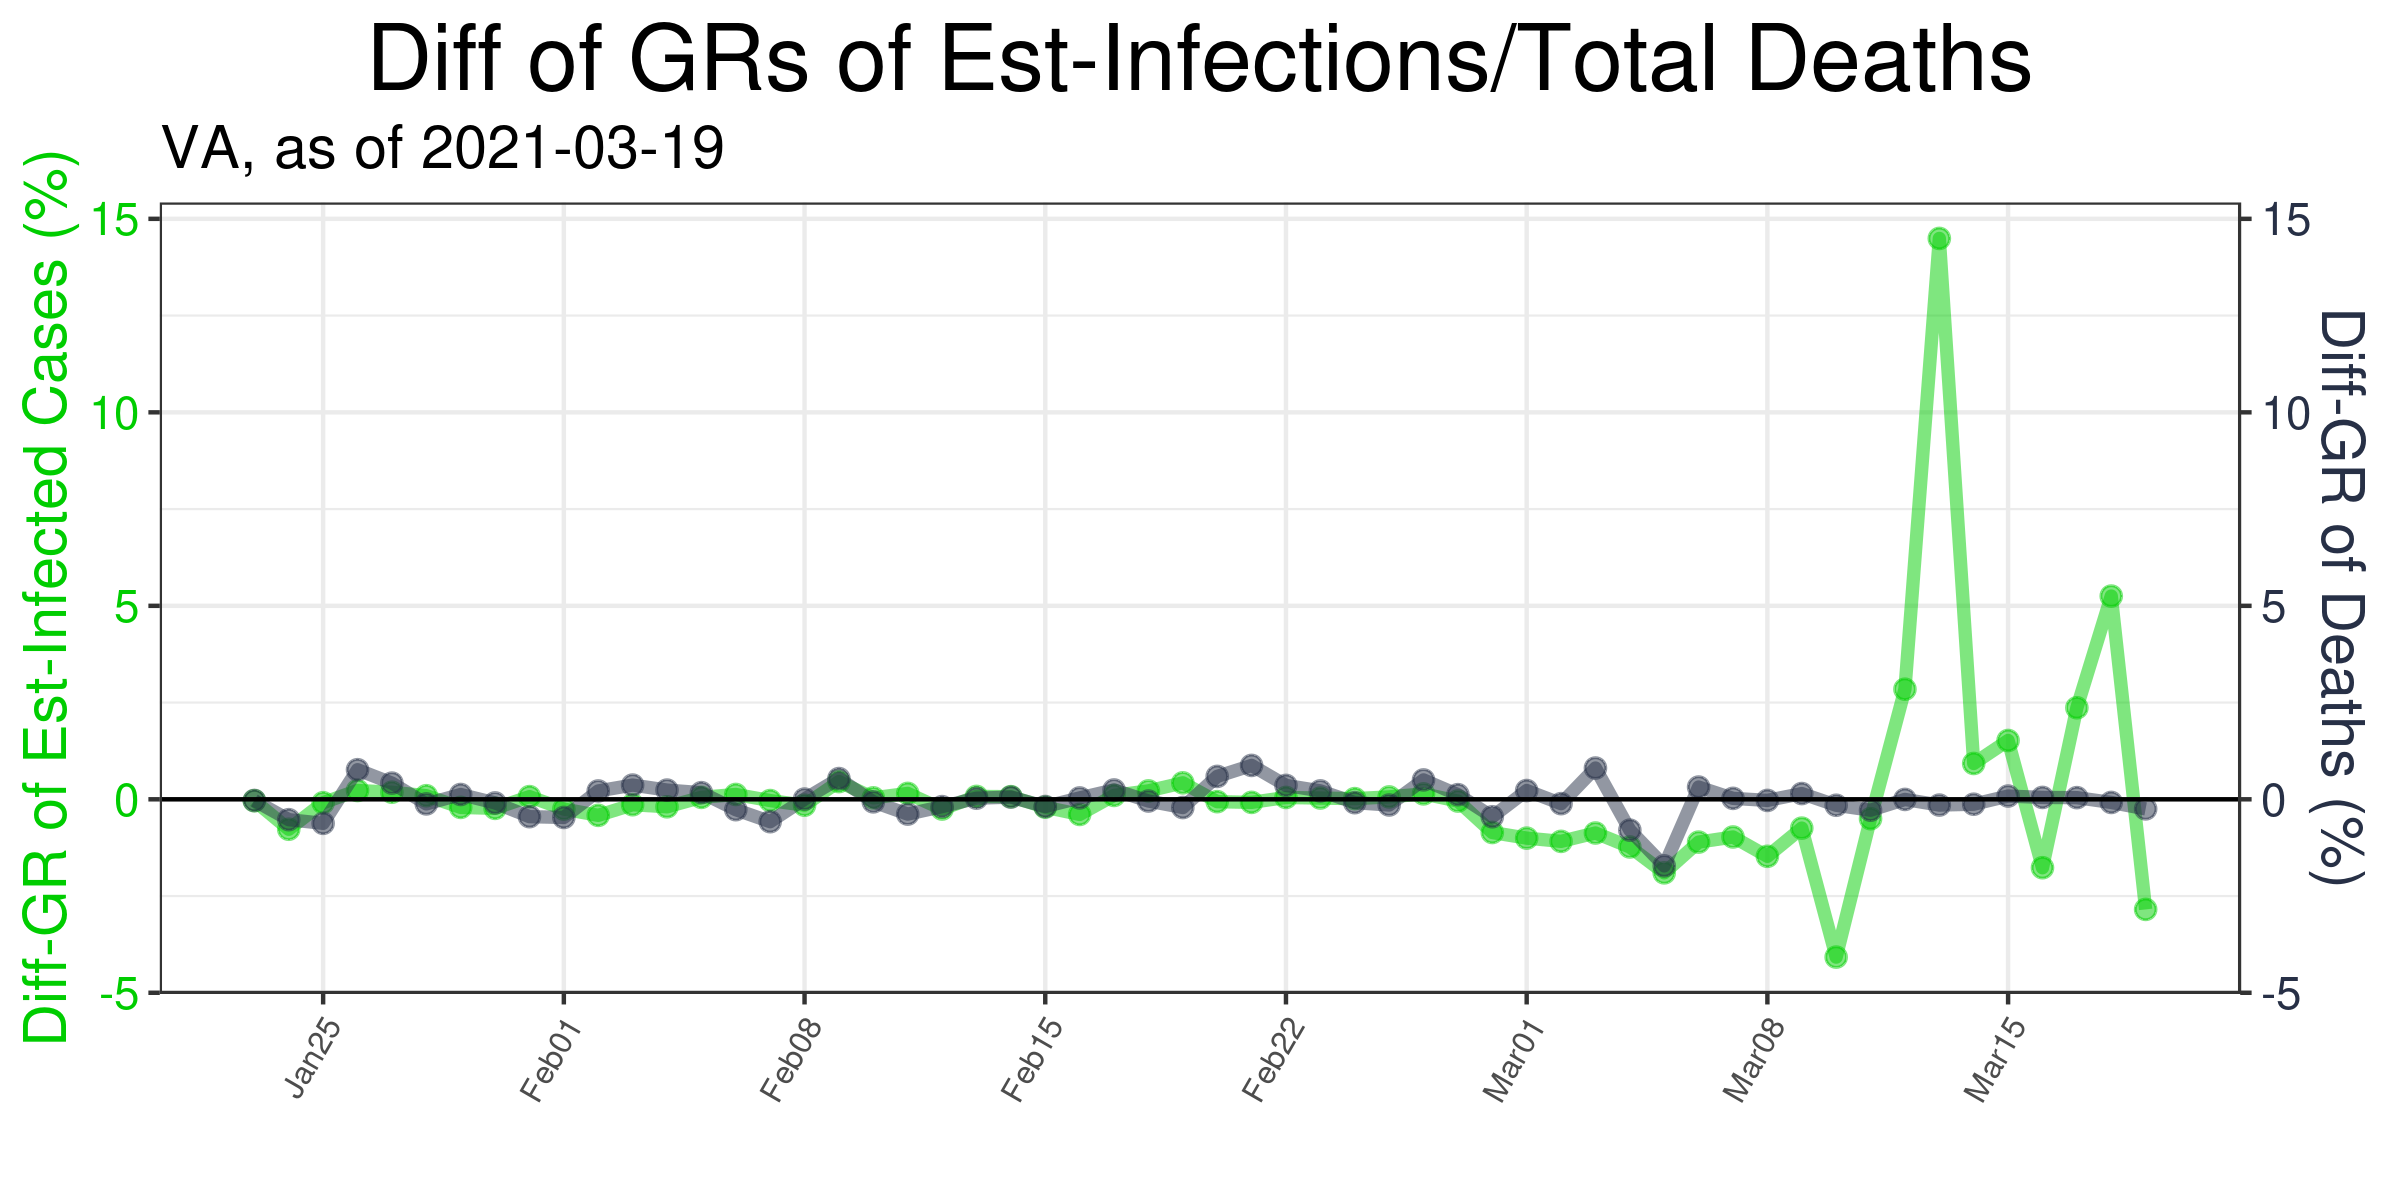 Diff of GRs of Est-Infections/Total Deaths
VA, as of 2021-03-19
Diff-GR of Est-Infected Cases (%)
15
10
5
0
-5
15
10
5
0
-5
Diff-GR of Deaths (%)
Jan25
Feb01
Feb08
Feb15
Feb22
Mar01
Mar08
Mar15